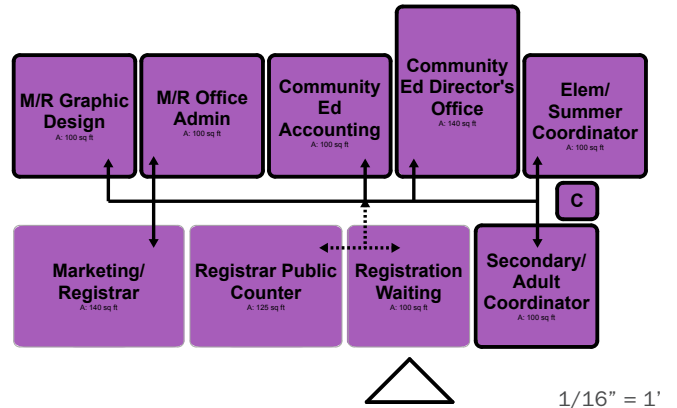 M/R Graphic
Design
A: 100 sq ft
M/R Office
Admin
A: 100 sq ft
Community
Ed
Accounting
A: 100 sq ft
Community
Ed Director's
Office
A: 140 sq ft
Elem/
Summer
Coordinator
A: 100 sq ft
C
Marketing/
Registrar
A: 140 sq ft
Registrar Public
Counter
A: 125 sq ft
Registration
Waiting
A: 100 sq ft
Secondary/
Adult
Coordinator
A: 100 sq ft
1/16" = 1'